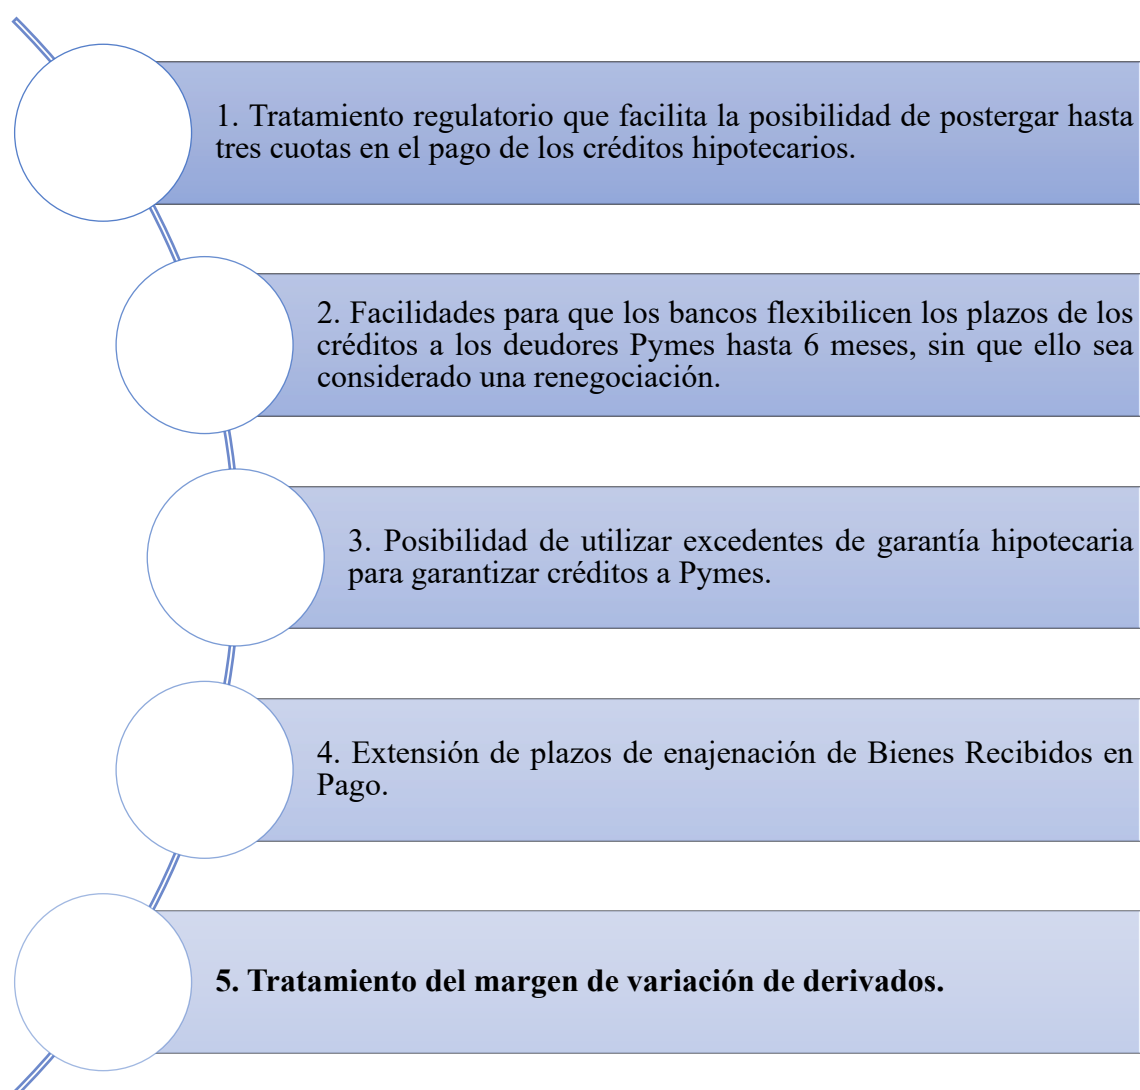 1. Tratamiento regulatorio que facilita la posibilidad de postergar hasta
tres cuotas en el pago de los créditos hipotecarios.
2. Facilidades para que los bancos flexibilicen los plazos de los
créditos a los deudores Pymes hasta 6 meses, sin que ello sea
considerado una renegociación.
3. Posibilidad de utilizar excedentes de garantía hipotecaria
para garantizar créditos a Pymes.
4. Extensión de plazos de enajenación de Bienes Recibidos en
Pago.
5. Tratamiento del margen de variación de derivados.